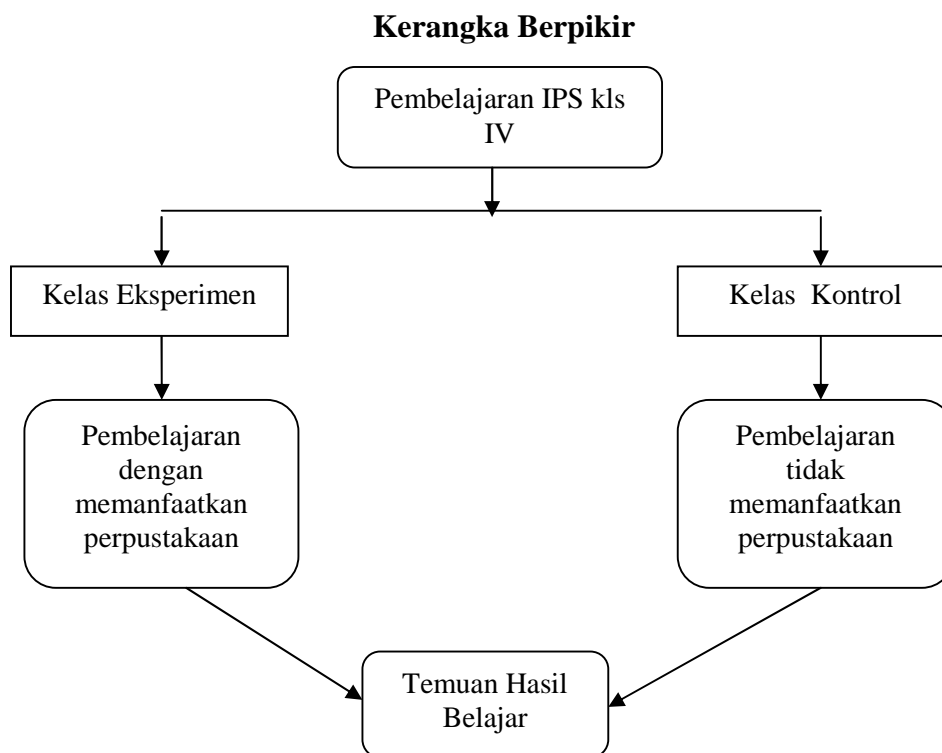 Kerangka Berpikir
Pembelajaran IPS kls
IV
Kelas Eksperimen
Kelas Kontrol
Pembelajaran
dengan
memanfaatkan
perpustakaan
Pembelajaran
tidak
memanfaatkan
perpustakaan
Temuan Hasil
Belajar